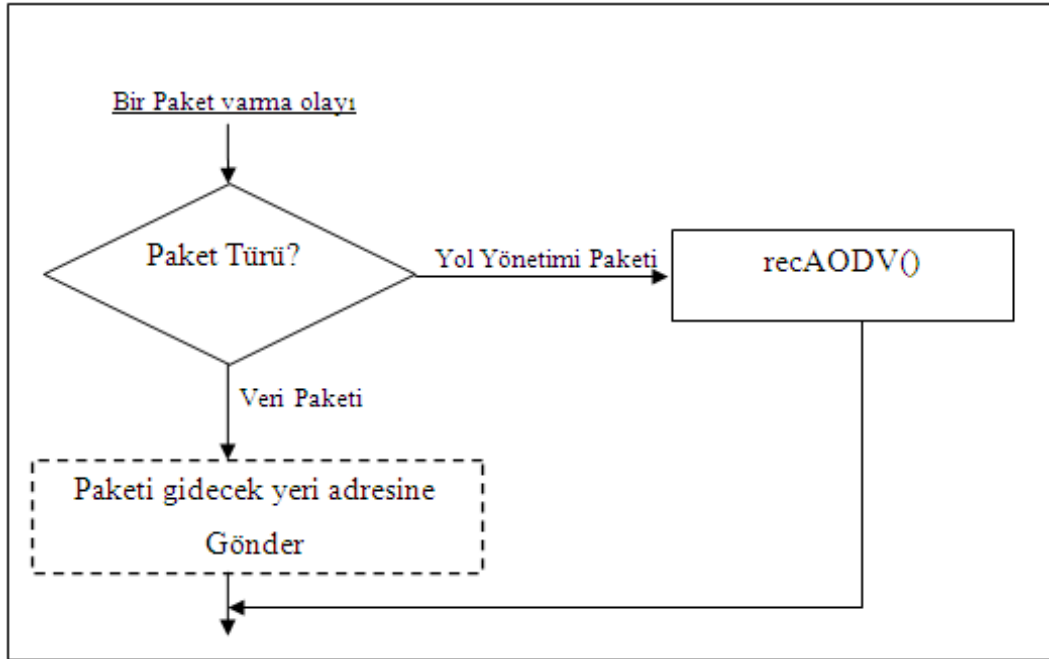 Bir Paket varma olayı
Paket Türü?
Yol Yönetimi Paketi
recAODV()
Veri Paketi
Paketi gidecek yeri adresine
Gönder